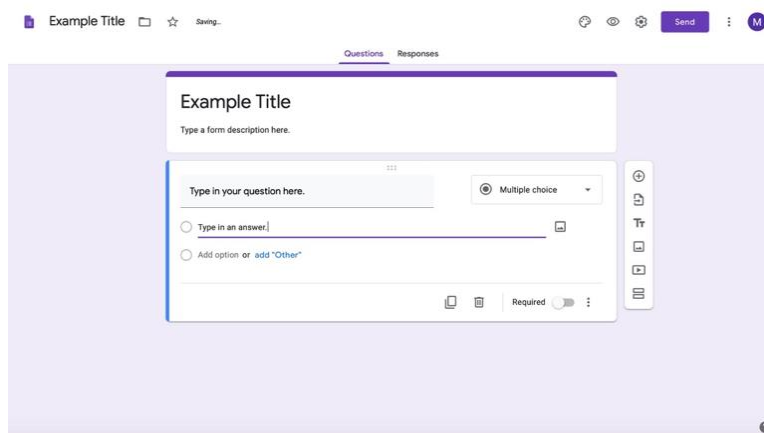 Example Title Saving... Send M
Questions Responses
Example Title
Type a form description here.
Type in your question here. Multiple choice
Type in an answer.
Add option or add "Other"
Required